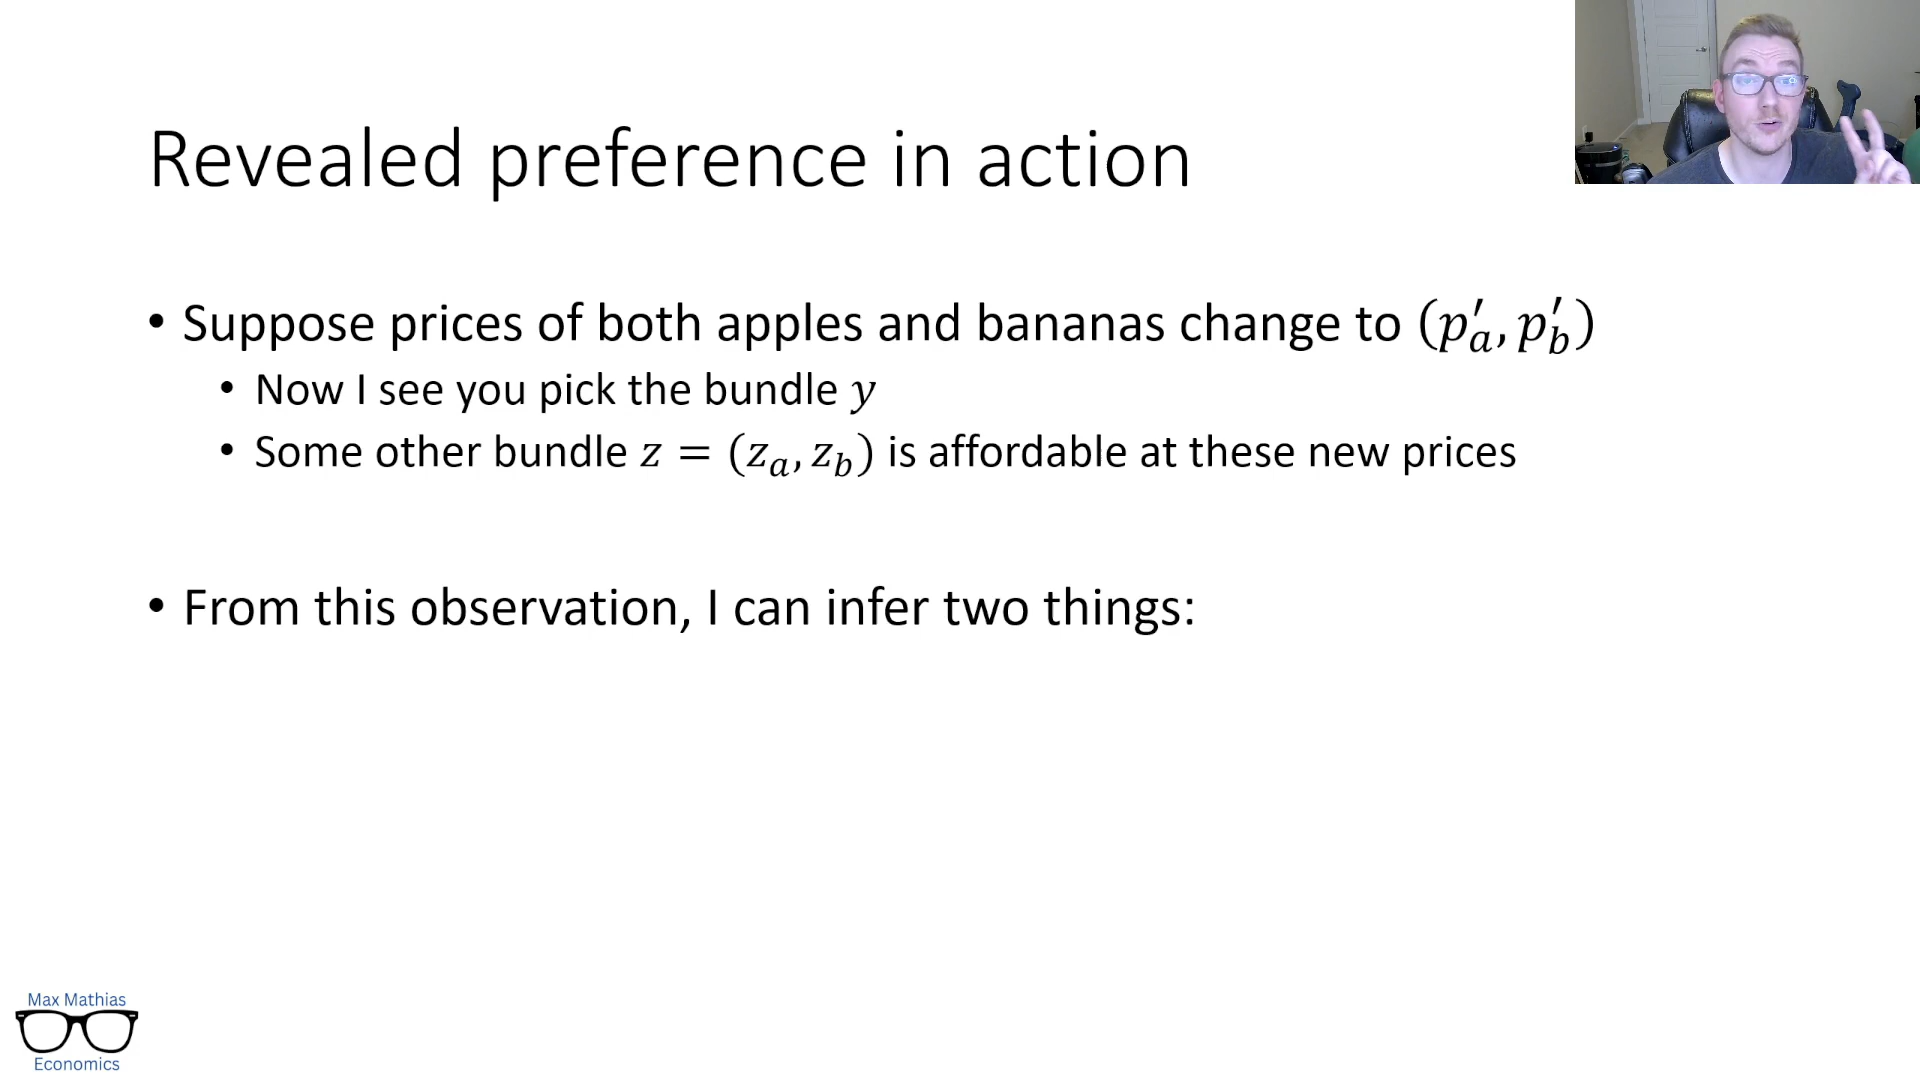 Revealed preference in action
• Suppose prices of both apples and bananas change to (p′ₐ, p′_b)
• Now I see you pick the bundle y
• Some other bundle z = (zₐ, z_b) is affordable at these new prices
• From this observation, I can infer two things:
Max Mathias
Economics